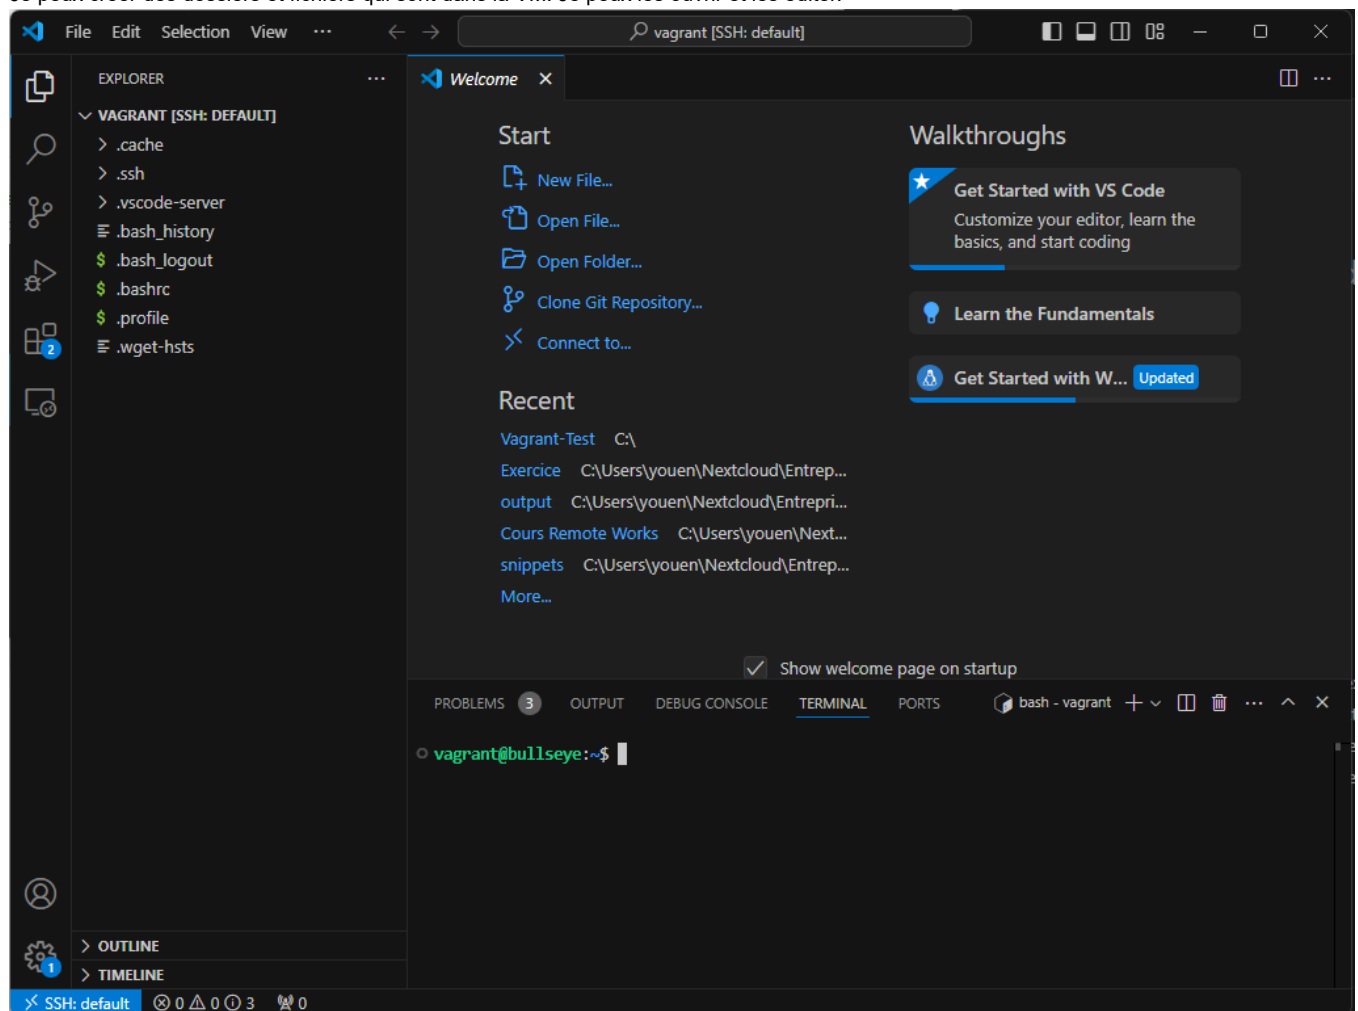 File Edit Selection View ··· vagrant [SSH: default]
EXPLORER
VAGRANT [SSH: DEFAULT]
.cache
.ssh
.vscode-server
.bash_history
.bash_logout
.bashrc
.profile
.wget-hsts
OUTLINE
TIMELINE
Welcome
Start
New File...
Open File...
Open Folder...
Clone Git Repository...
Connect to...
Recent
Vagrant-Test C:\
Exercice C:\Users\youen\Nextcloud\Entrep...
output C:\Users\youen\Nextcloud\Entrepri...
Cours Remote Works C:\Users\youen\Next...
snippets C:\Users\youen\Nextcloud\Entrep...
More...
Walkthroughs
Get Started with VS Code
Customize your editor, learn the
basics, and start coding
Learn the Fundamentals
Get Started with W... Updated
Show welcome page on startup
PROBLEMS 3 OUTPUT DEBUG CONSOLE TERMINAL PORTS bash - vagrant
vagrant@bullseye:~$
2
1
SSH: default 0 0 3 0